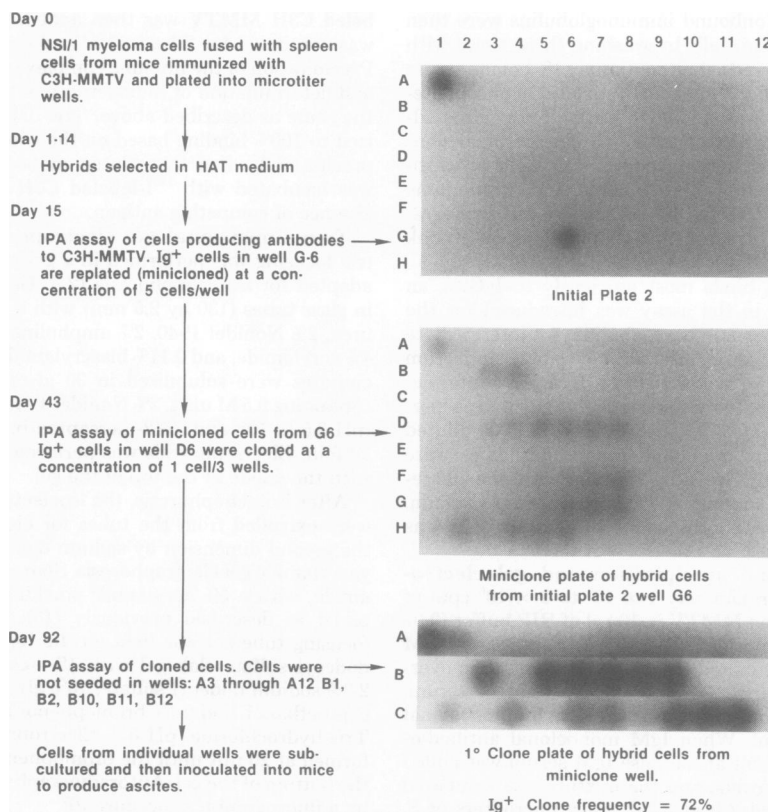 Day 0
NSI/1 myeloma cells fused with spleen
cells from mice immunized with
C3H-MMTV and plated into microtiter
wells.
Day 1-14
Hybrids selected in HAT medium
Day 15
IPA assay of cells producing antibodies
to C3H-MMTV. Ig+ cells in well G-6
are replated (minicloned) at a con-
centration of 5 cells/well
Day 43
IPA assay of minicloned cells from G6
Ig+ cells in well D6 were cloned at a
concentration of 1 cell/3 wells.
Day 92
IPA assay of cloned cells. Cells were
not seeded in wells: A3 through A12 B1,
B2, B10, B11, B12
Cells from individual wells were sub-
cultured and then inoculated into mice
to produce ascites.
1 2 3 4 5 6 7 8 9 10 11 12
A
B
C
D
E
F
G
H
Initial Plate 2
A
B
C
D
E
F
G
H
Miniclone plate of hybrid cells
from initial plate 2 well G6
A
B
C
1° Clone plate of hybrid cells from
miniclone well.
Ig+ Clone frequency = 72%